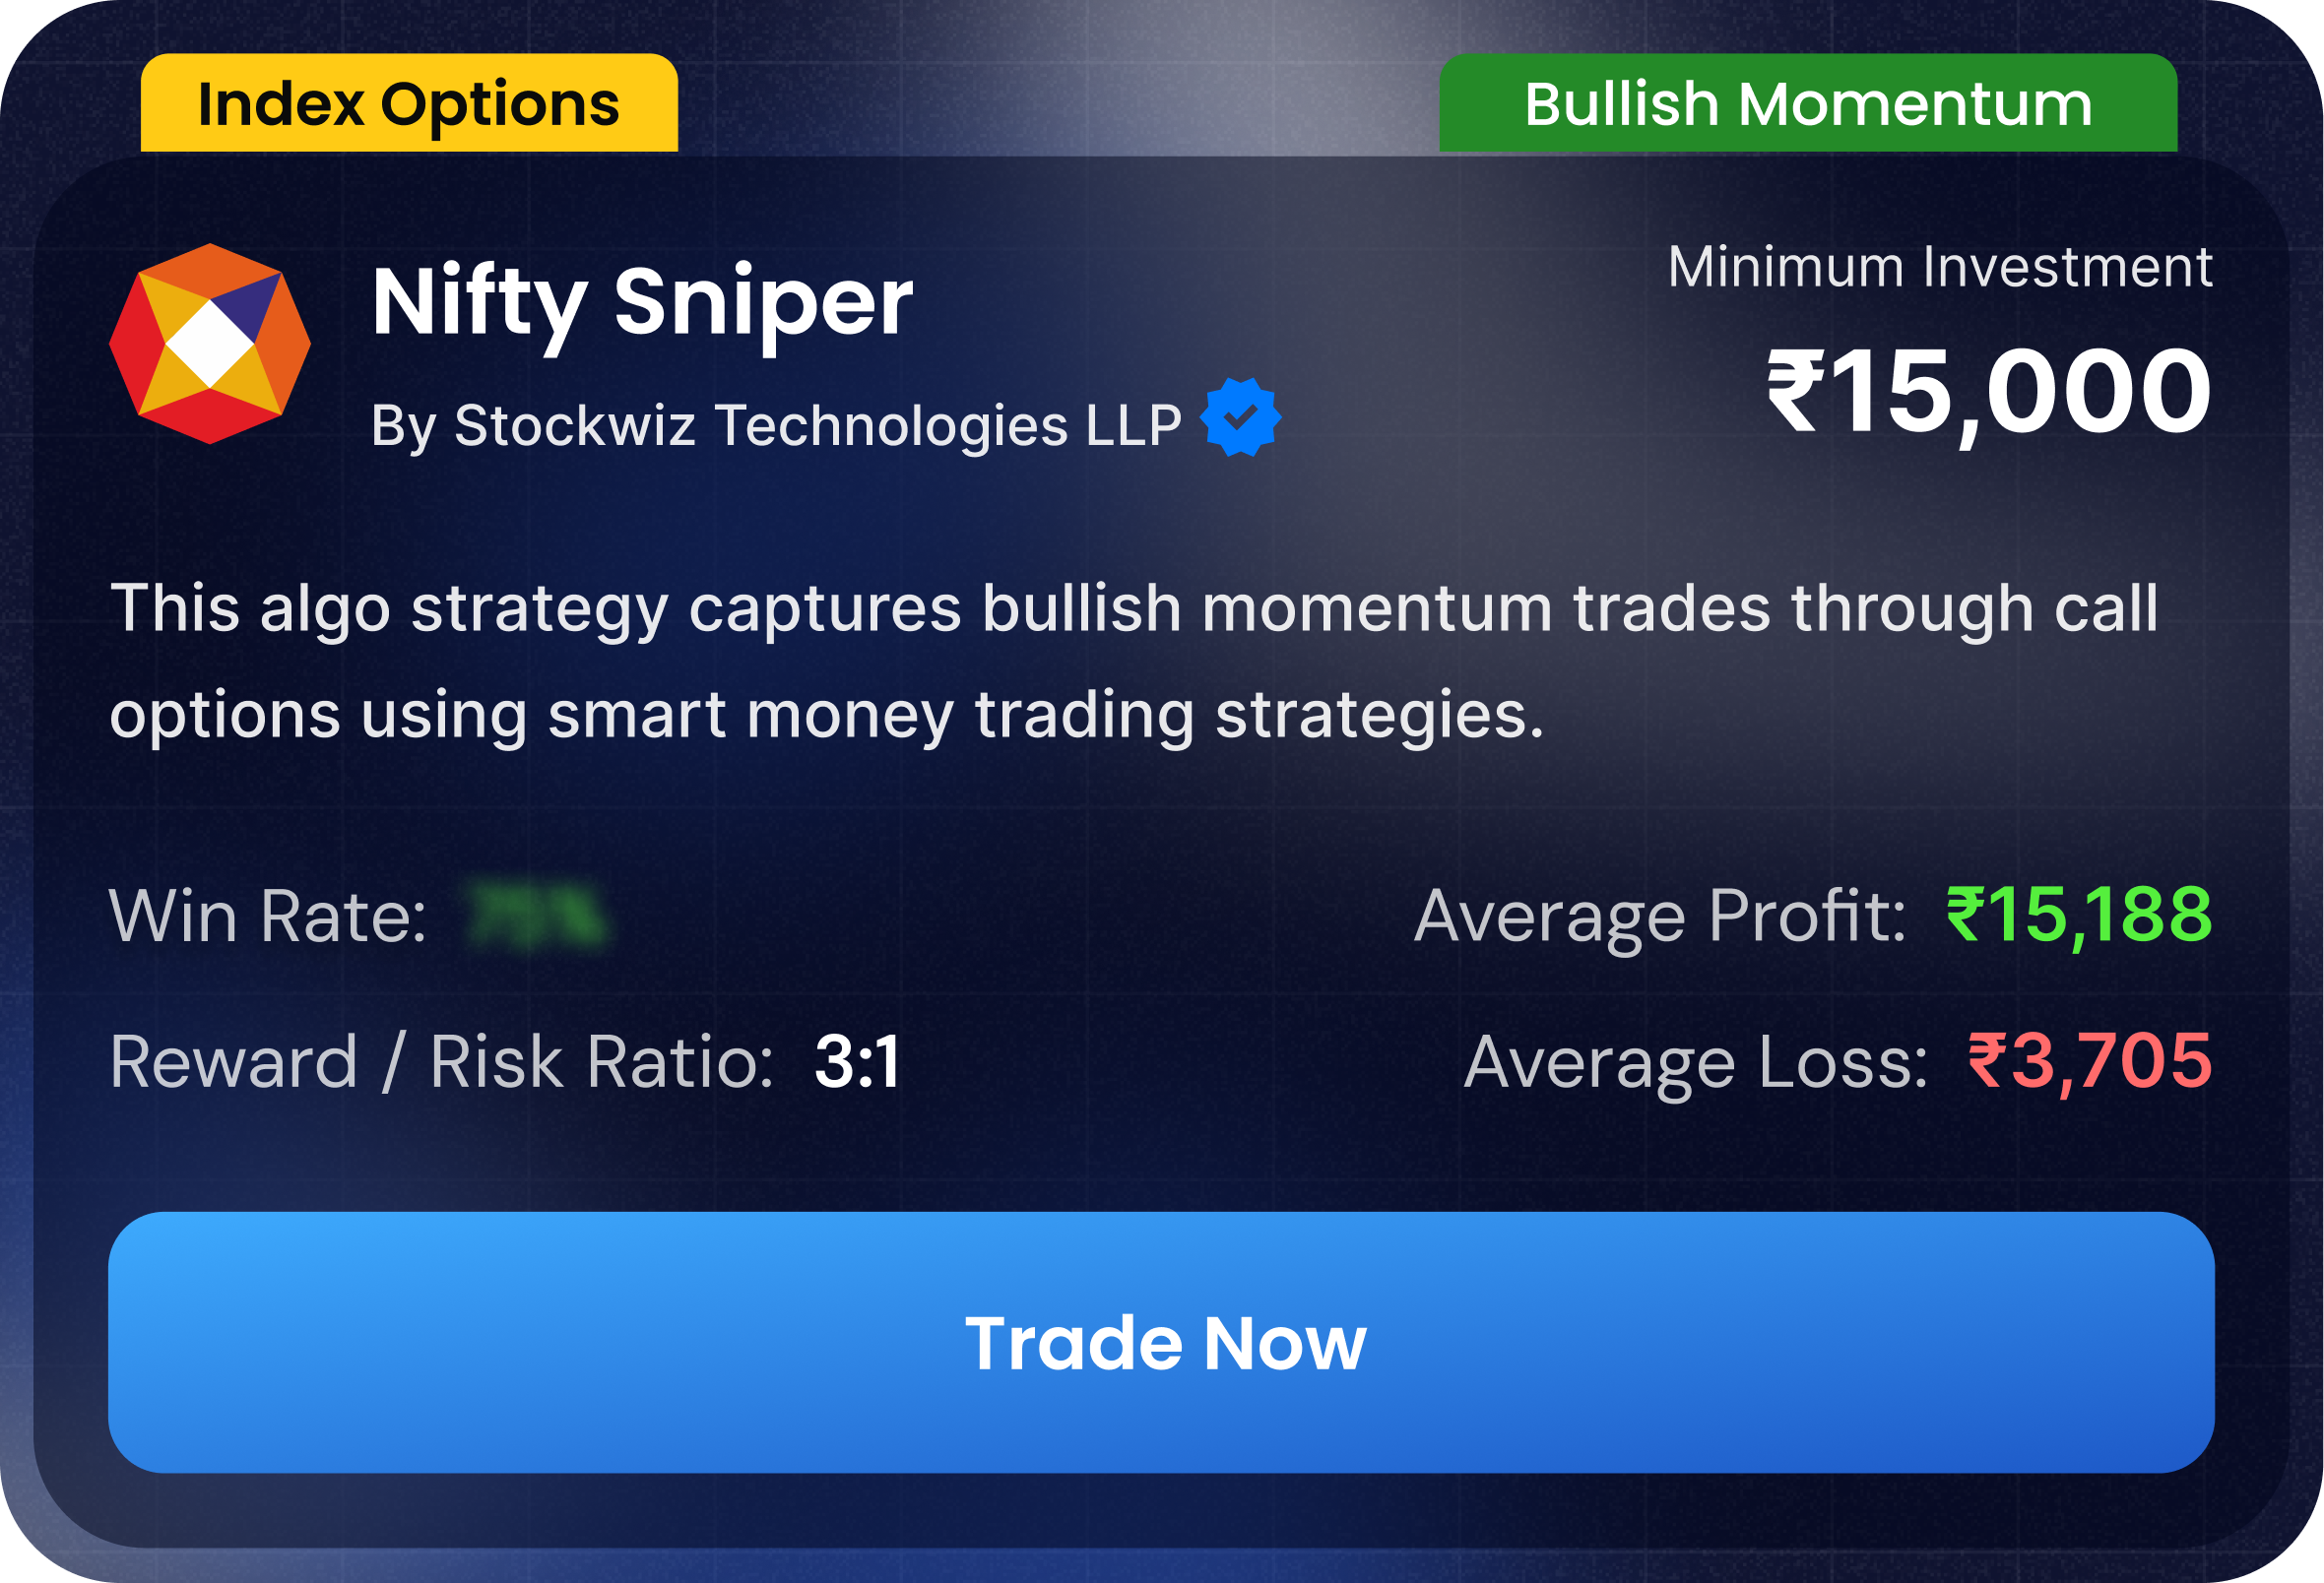 Index Options
Bullish Momentum
Nifty Sniper
By Stockwiz Technologies LLP
Minimum Investment
₹15,000
This algo strategy captures bullish momentum trades through call
options using smart money trading strategies.
Win Rate:
Average Profit: ₹15,188
Reward / Risk Ratio: 3:1
Average Loss: ₹3,705
Trade Now